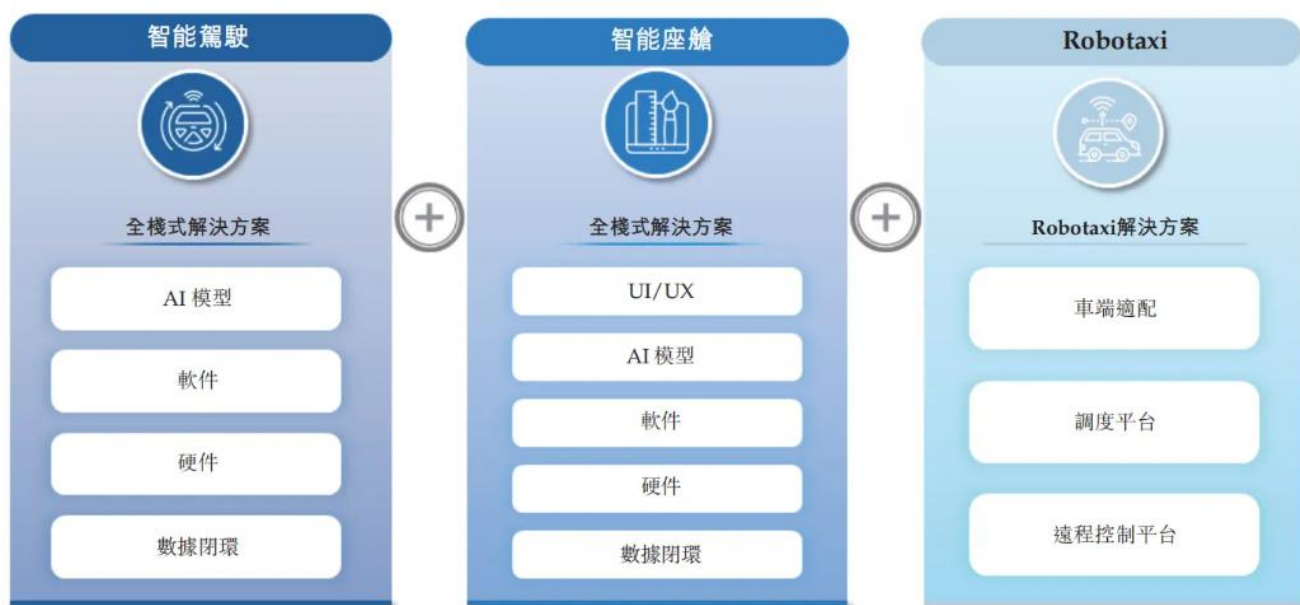 智能駕駛
全棧式解決方案
AI 模型
軟件
硬件
數據閉環
智能座艙
全棧式解決方案
UI/UX
AI 模型
軟件
硬件
數據閉環
Robotaxi
Robotaxi解決方案
車端適配
調度平台
遠程控制平台